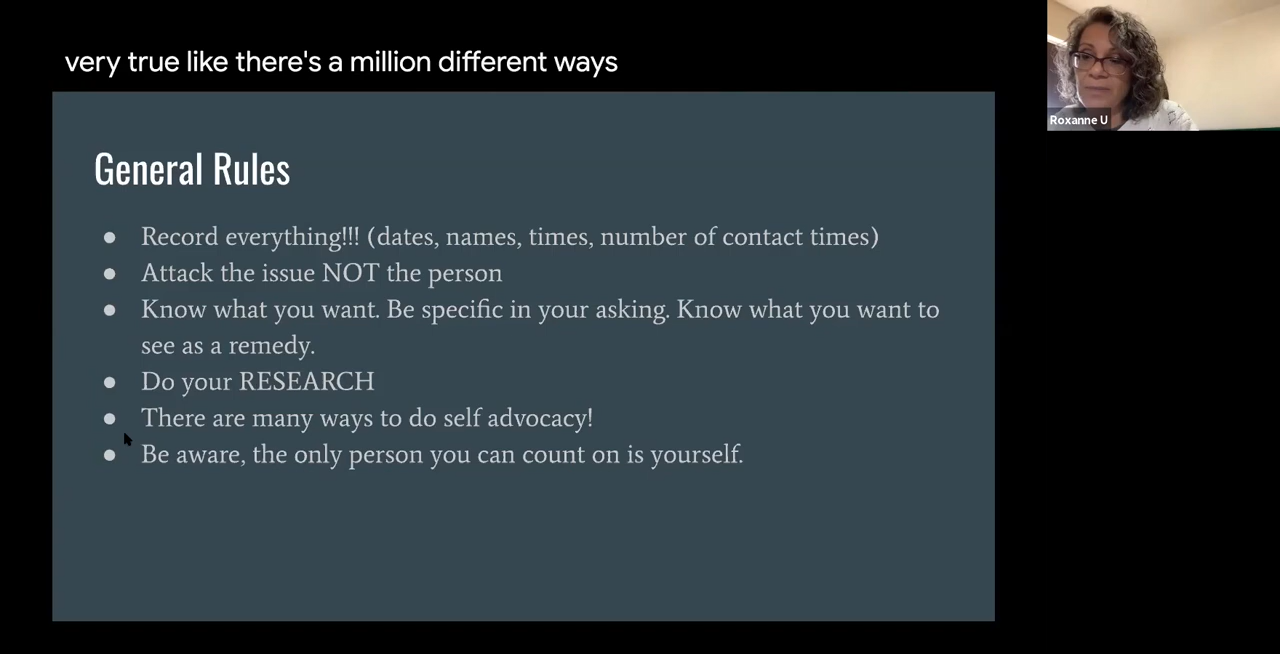 very true like there's a million different ways
Roxanne U
General Rules
● Record everything!!! (dates, names, times, number of contact times)
● Attack the issue NOT the person
● Know what you want. Be specific in your asking. Know what you want to
see as a remedy.
● Do your RESEARCH
● There are many ways to do self advocacy!
● Be aware, the only person you can count on is yourself.